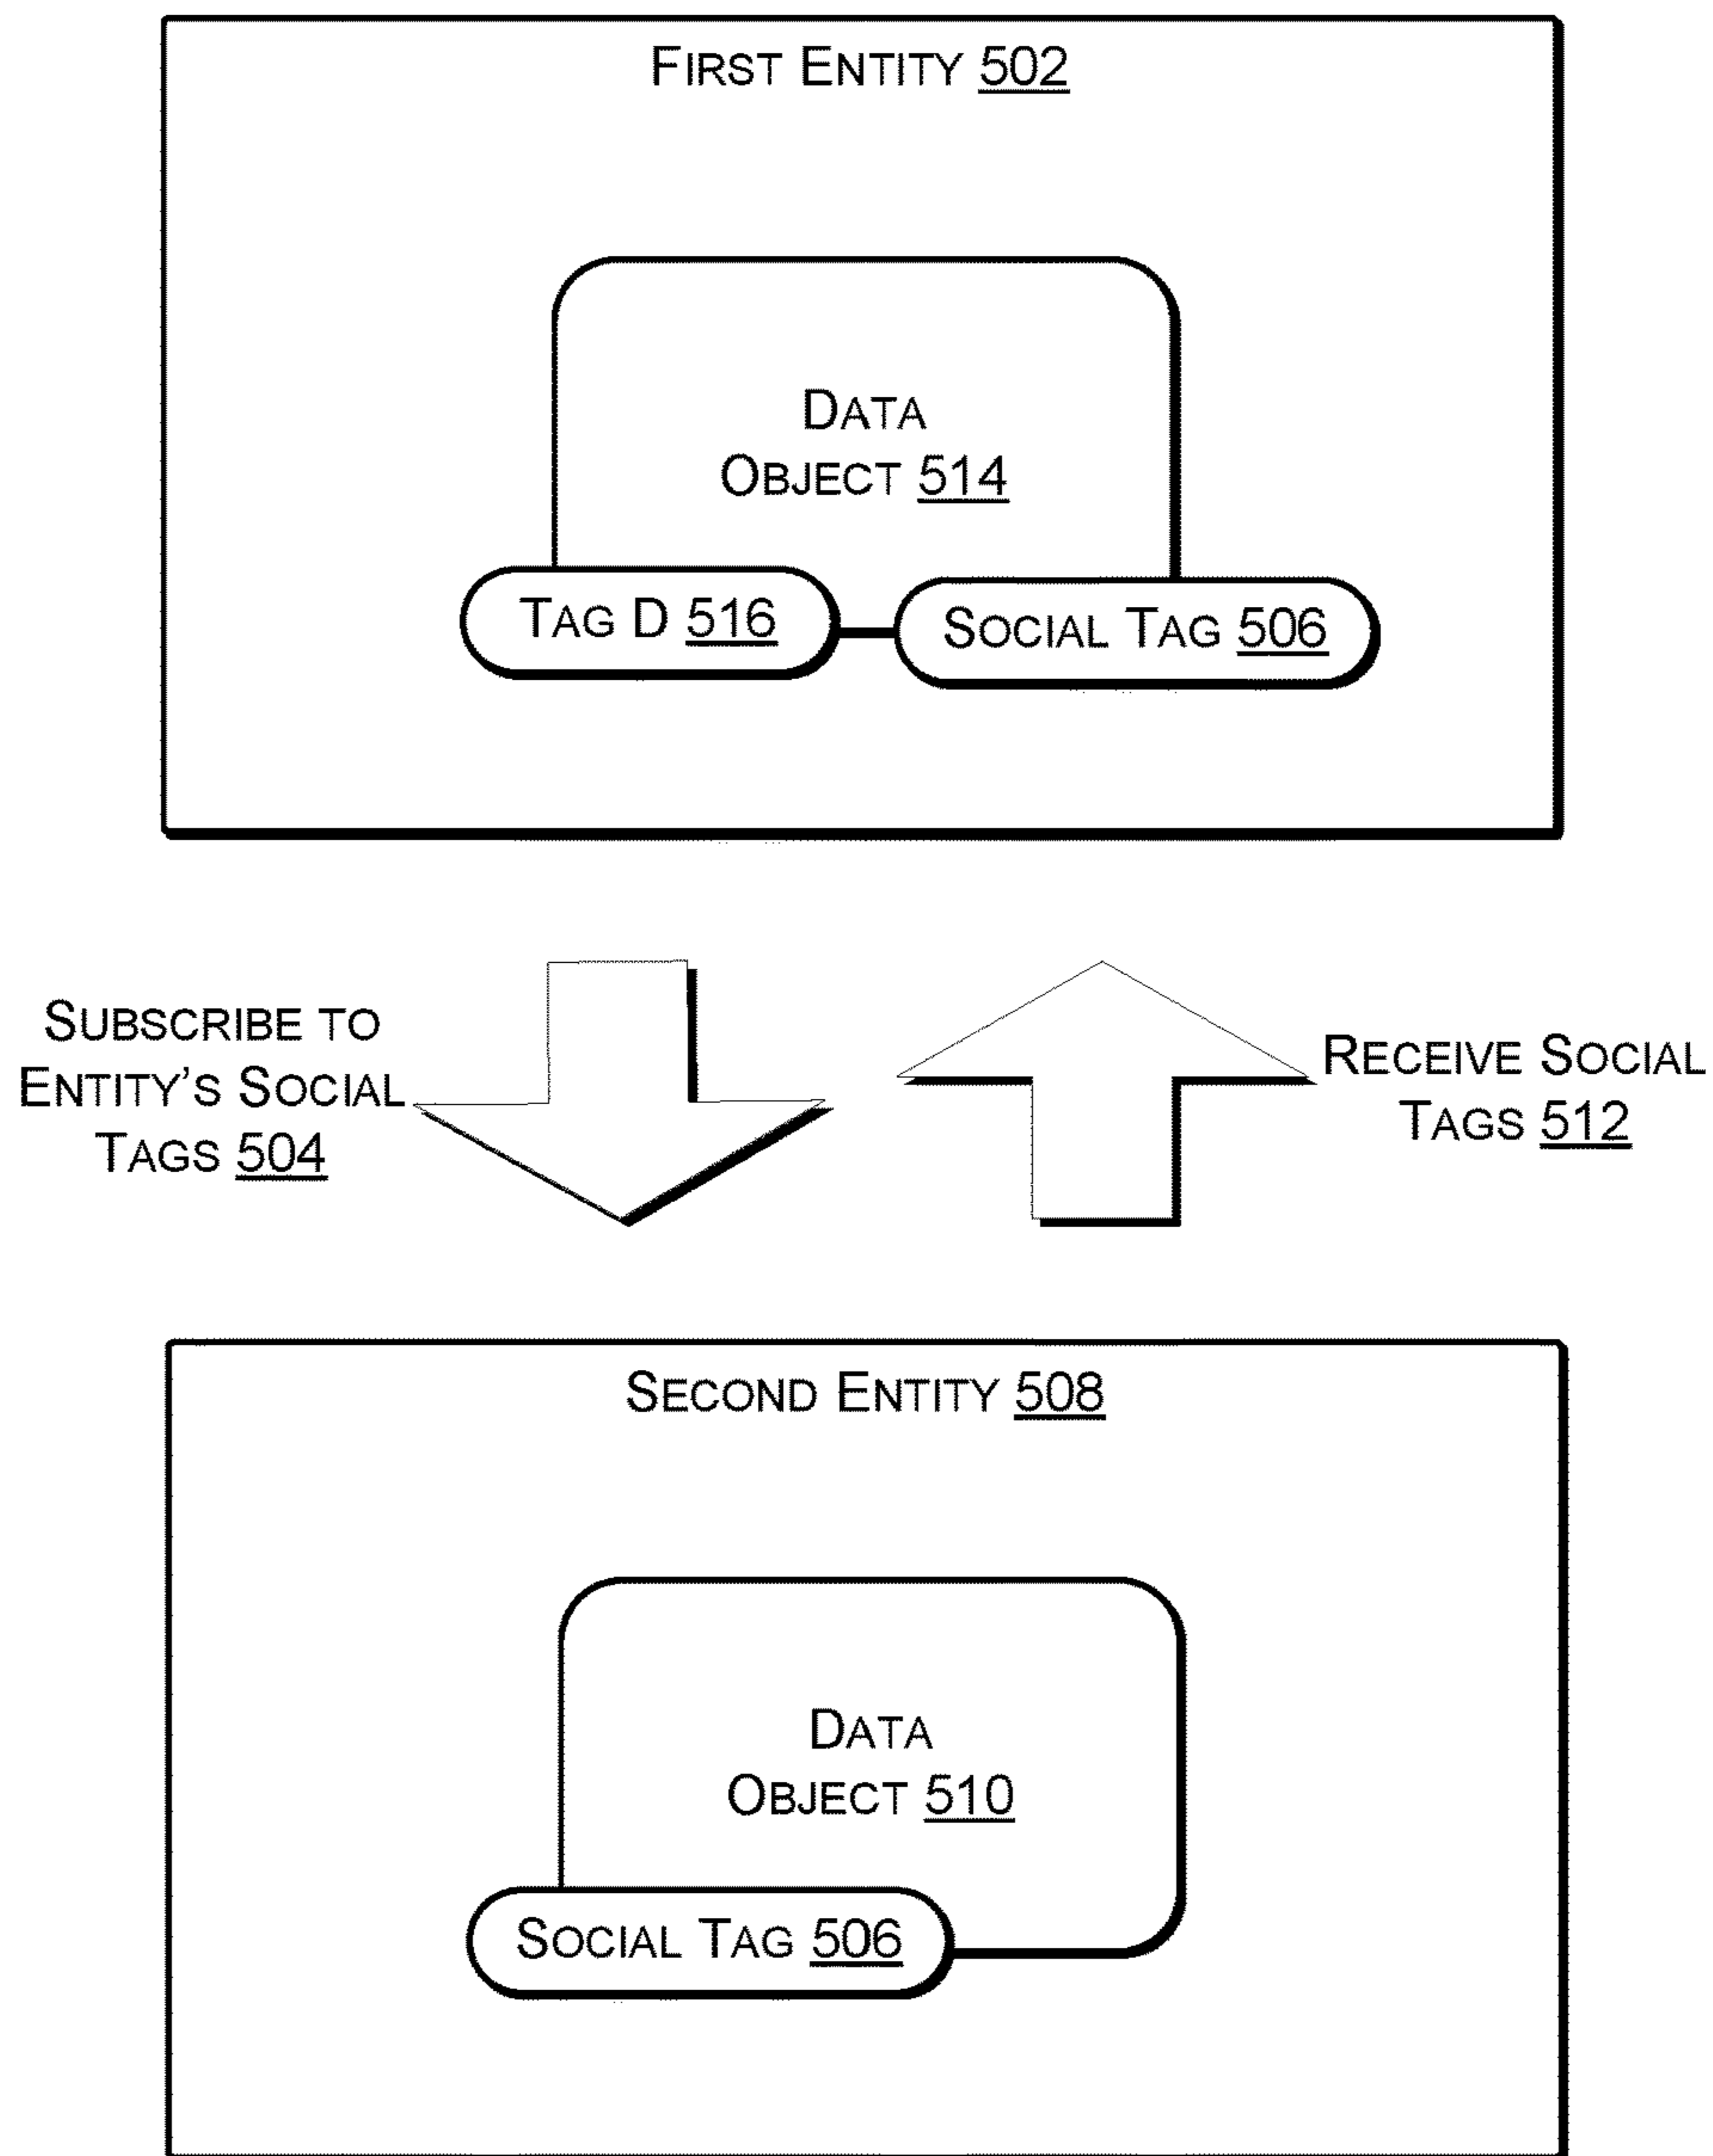 FIRST ENTITY 502
DATA
OBJECT 514
TAG D 516
SOCIAL TAG 506
SUBSCRIBE TO
ENTITY'S SOCIAL
TAGS 504
RECEIVE SOCIAL
TAGS 512
SECOND ENTITY 508
DATA
OBJECT 510
SOCIAL TAG 506